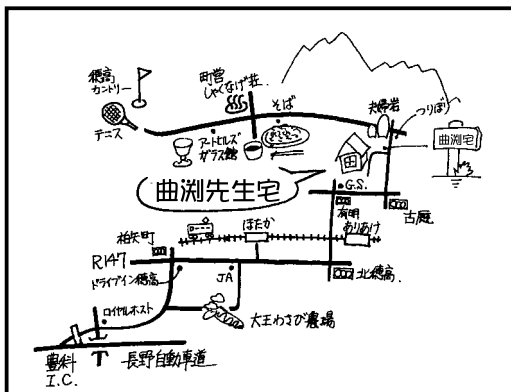 穂高
カントリー
テニス
町営
しゃくなげ荘
そば
アートヒルズ
ガラス館
夫婦岩
つりぼり
曲渕
曲渕先生宅
G.S.
有明
古厩
柏矢町
ほたか
ありあけ
R147
ドライブイン穂高
JA
北穂高
ロイヤルホスト
大王わさび農場
豊科
I.C.
長野自動車道